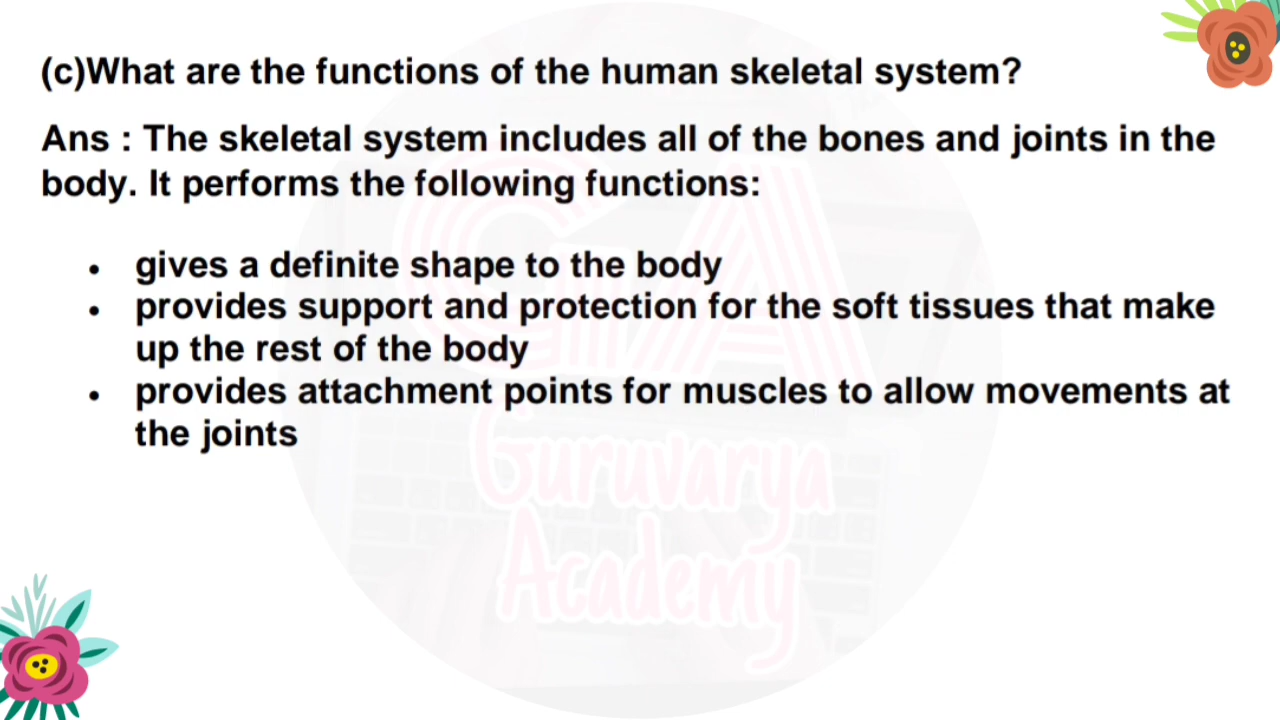 (c)What are the functions of the human skeletal system?
Ans : The skeletal system includes all of the bones and joints in the
body. It performs the following functions:
• gives a definite shape to the body
• provides support and protection for the soft tissues that make
up the rest of the body
• provides attachment points for muscles to allow movements at
the joints
GA
Guruvarya
Academy